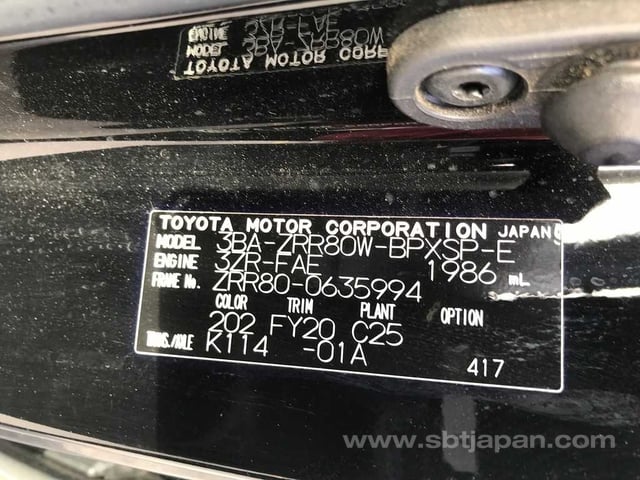 ENGINE 3ZR-FAE
MODEL 3BA-ZRR80W
TOYOTA MOTOR CORP
TOYOTA MOTOR CORPORATION JAPAN
MODEL 3BA-ZRR80W-BPXSP-E
ENGINE 3ZR-FAE 1986 mL
FRAME No. ZRR80-0635994
COLOR TRIM PLANT OPTION
202 FY20 C25
TRANS./AXLE K114 -01A 417
www.sbtjapan.com